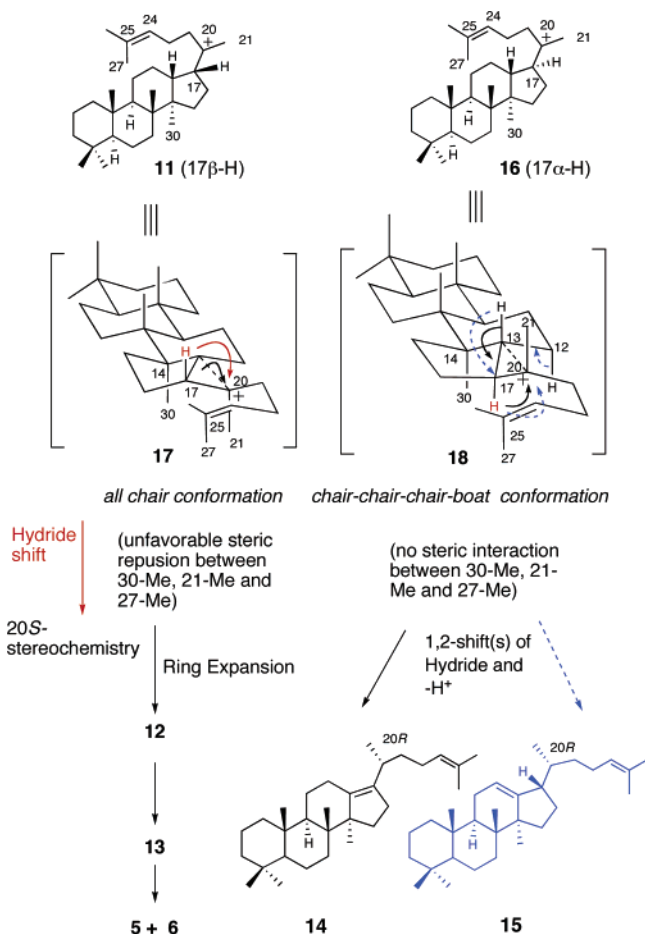 20
24
25
+
21
27
H
H
17
H
30
H
11 (17β-H)
20
24
25
+
21
27
H
H
17
H
30
H
16 (17α-H)
H
14
17
20
+
30
25
21
27
17
H
21
13
12
14
20
+
H
17
30
H
25
27
18
all chair conformation
chair-chair-chair-boat conformation
Hydride
shift
(unfavorable steric
repusion between
30-Me, 21-Me and
27-Me)
(no steric interaction
between 30-Me, 21-
Me and 27-Me)
20S-
stereochemistry
Ring Expansion
1,2-shift(s) of
Hydride and
-H+
12
20R
H
20R
H
H
13
5 + 6
14
15